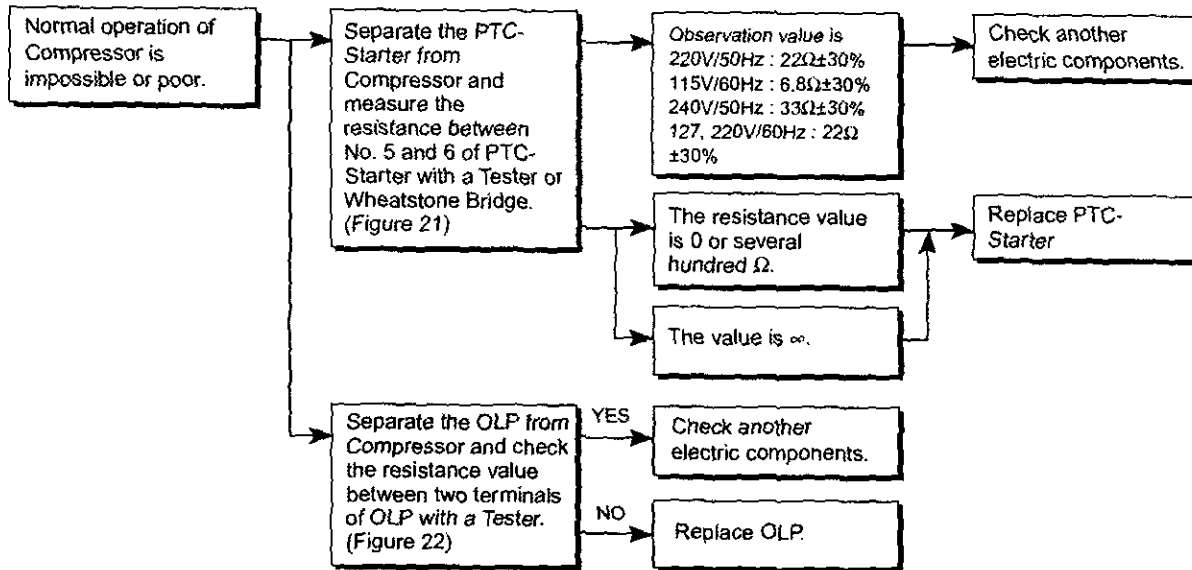 Normal operation of
Compressor is
impossible or poor.
Separate the PTC-
Starter from
Compressor and
measure the
resistance between
No. 5 and 6 of PTC-
Starter with a Tester or
Wheatstone Bridge.
(Figure 21)
Observation value is
220V/50Hz : 22Ω±30%
115V/60Hz : 6.8Ω±30%
240V/50Hz : 33Ω±30%
127, 220V/60Hz : 22Ω
±30%
Check another
electric components.
The resistance value
is 0 or several
hundred Ω.
Replace PTC-
Starter
The value is ∞.
Separate the OLP from
Compressor and check
the resistance value
between two terminals
of OLP with a Tester.
(Figure 22)
YES
Check another
electric components.
NO
Replace OLP.